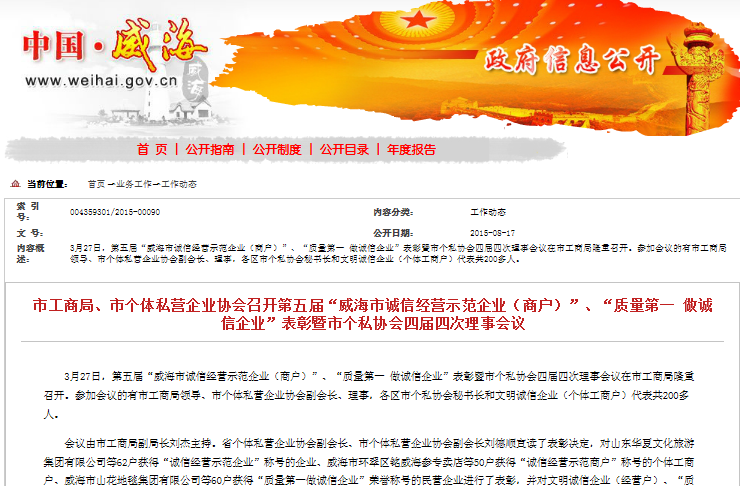 中国·威海
www.weihai.gov.cn
威海
政府信息公开
首 页 | 公开指南 | 公开制度 | 公开目录 | 年度报告
当前位置： 首页→业务工作→工作动态
索 引 号： 004359301/2015-00090 内容分类： 工作动态
文 号： 公开日期： 2015-08-17
内容概述： 3月27日，第五届“威海市诚信经营示范企业（商户）”、“质量第一 做诚信企业”表彰暨市个私协会四届四次理事会议在市工商局隆重召开。参加会议的有市工商局
领导、市个体私营企业协会副会长、理事，各区市个私协会秘书长和文明诚信企业（个体工商户）代表共200多人。
市工商局、市个体私营企业协会召开第五届“威海市诚信经营示范企业（商户）”、“质量第一 做诚
信企业”表彰暨市个私协会四届四次理事会议
3月27日，第五届“威海市诚信经营示范企业（商户）”、“质量第一 做诚信企业”表彰暨市个私协会四届四次理事会议在市工商局隆重
召开。参加会议的有市工商局领导、市个体私营企业协会副会长、理事，各区市个私协会秘书长和文明诚信企业（个体工商户）代表共200多
人。
会议由市工商局副局长刘杰主持。省个体私营企业协会副会长、市个体私营企业协会副会长刘德顺宣读了表彰决定，对山东华夏文化旅游
集团有限公司等62户获得“诚信经营示范企业”称号的企业、威海市环翠区铭威海参专卖店等50户获得“诚信经营示范商户”称号的个体工商
户、威海市山花地毯集团有限公司等60户获得“质量第一做诚信企业”荣誉称号的民营企业进行了表彰，并对文明诚信企业（经营户）、“质